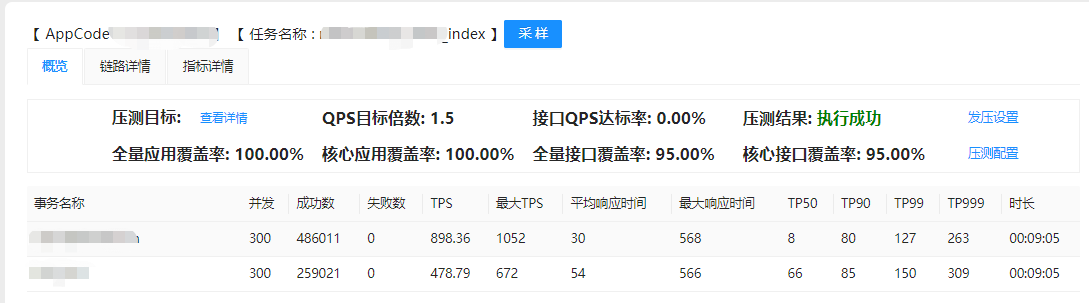 【 AppCode 】 【 任务名称 : _index 】 采 样
概览 链路详情 指标详情
压测目标: 查看详情 QPS目标倍数: 1.5 接口QPS达标率: 0.00% 压测结果: 执行成功 发压设置
全量应用覆盖率: 100.00% 核心应用覆盖率: 100.00% 全量接口覆盖率: 95.00% 核心接口覆盖率: 95.00% 压测配置
事务名称 并发 成功数 失败数 TPS 最大TPS 平均响应时间 最大响应时间 TP50 TP90 TP99 TP999 时长
300 486011 0 898.36 1052 30 568 8 80 127 263 00:09:05
300 259021 0 478.79 672 54 566 66 85 150 309 00:09:05